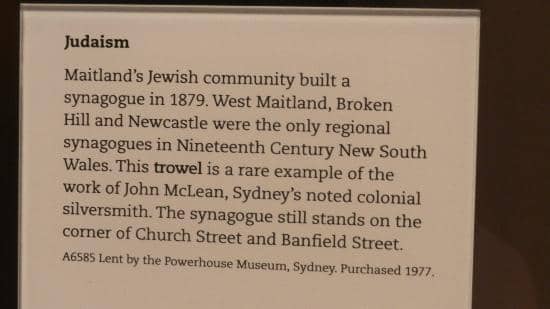 Judaism
Maitland's Jewish community built a
synagogue in 1879. West Maitland, Broken
Hill and Newcastle were the only regional
synagogues in Nineteenth Century New South
Wales. This trowel is a rare example of the
work of John McLean, Sydney's noted colonial
silversmith. The synagogue still stands on the
corner of Church Street and Banfield Street.
A6585 Lent by the Powerhouse Museum, Sydney. Purchased 1977.